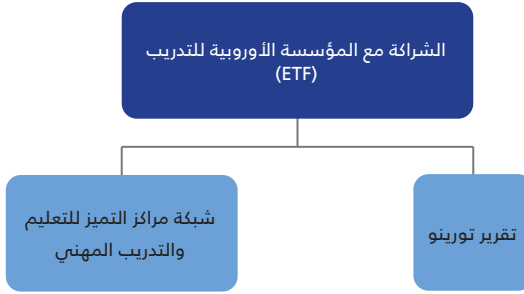 الشراكة مع المؤسسة الأوروبية للتدريب
(ETF)
تقرير تورينو
شبكة مراكز التميز للتعليم
والتدريب المهني